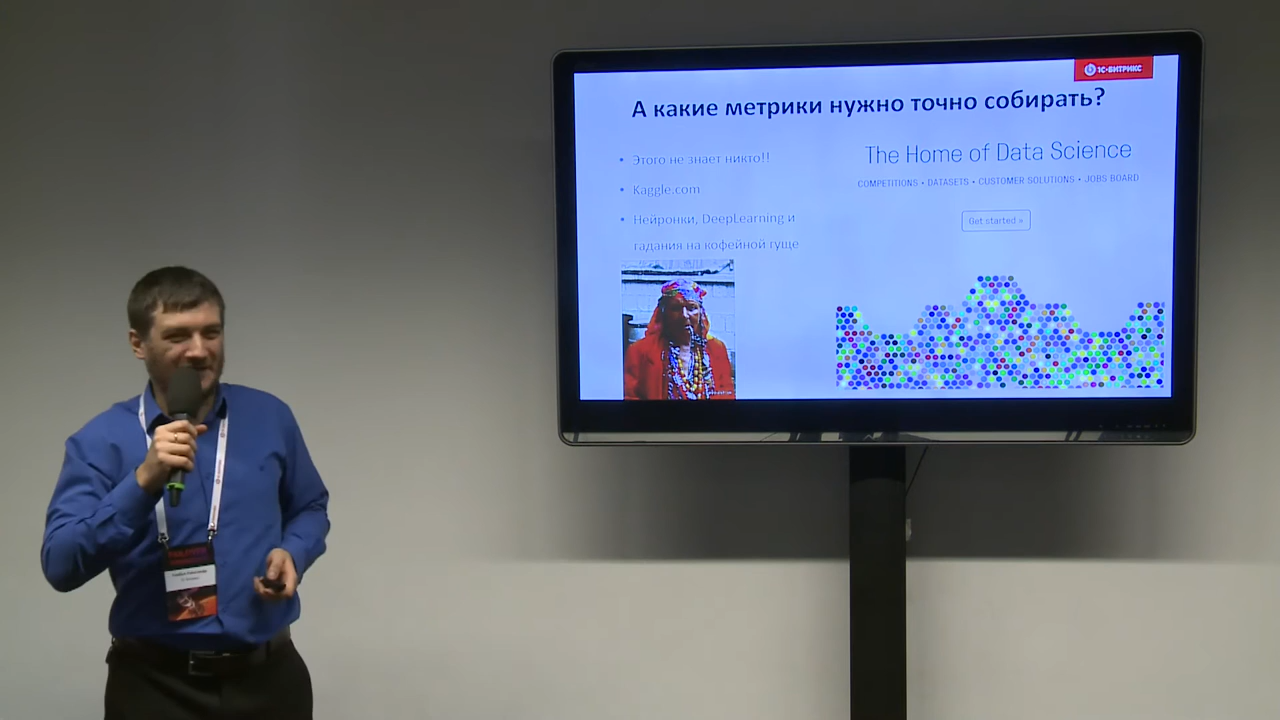 1С-БИТРИКС
А какие метрики нужно точно собирать?
• Этого не знает никто!!
• Kaggle.com
• Нейронки, DeepLearning и
гадания на кофейной гуще
The Home of Data Science
COMPETITIONS • DATASETS • CUSTOMER SOLUTIONS • JOBS BOARD
Get started »